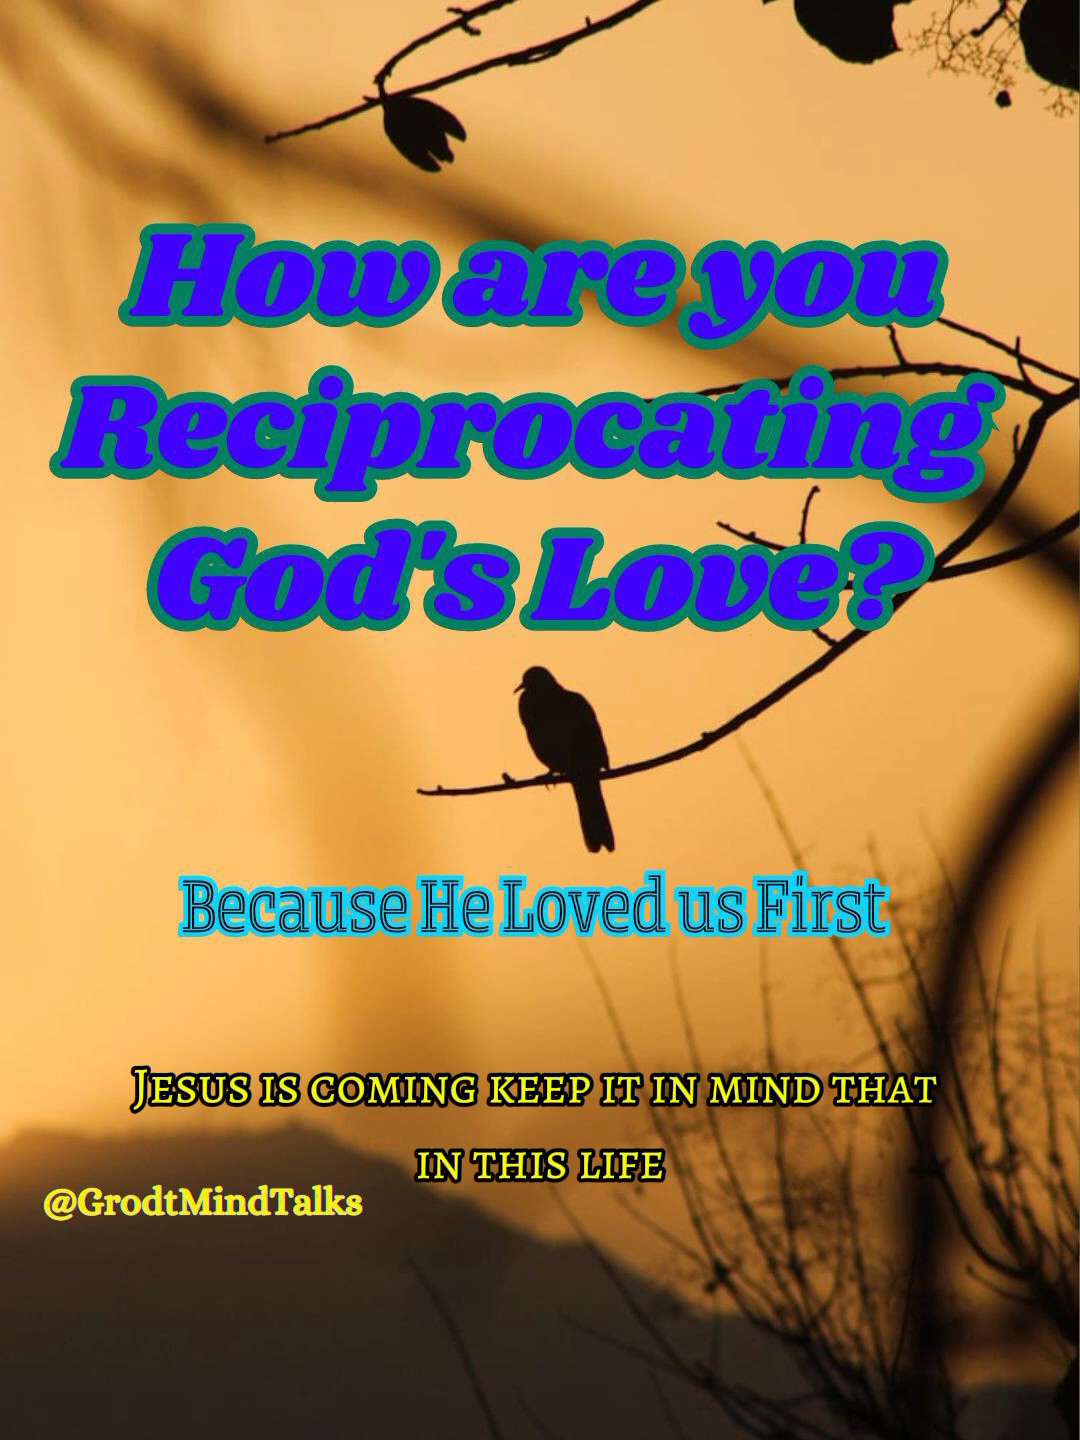 How are you
Reciprocating
God's Love?
Because He Loved us First
Jesus is coming keep it in mind that
in this life
@GrodtMindTalks